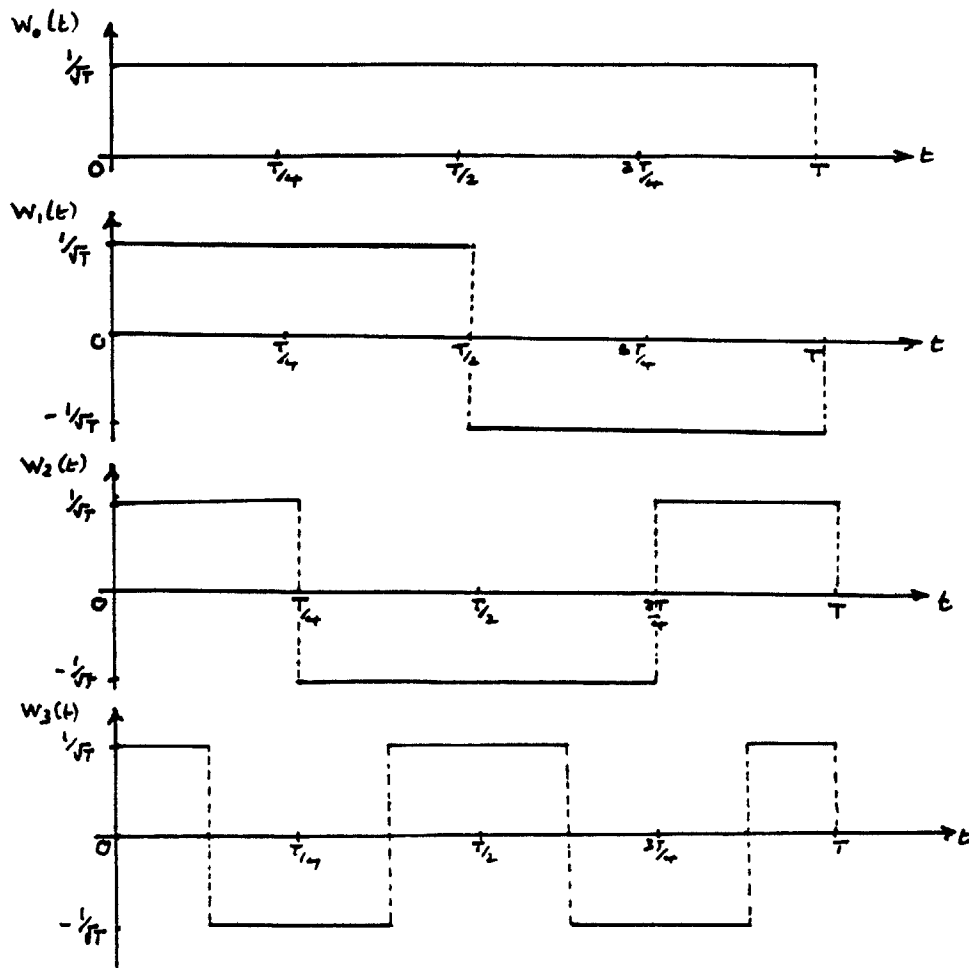 W₀(t)
1/√T
0 T/4 T/2 3T/4 T t
W₁(t)
1/√T
0 T/4 T/2 3T/4 T t
-1/√T
W₂(t)
1/√T
0 T/4 T/2 3T/4 T t
-1/√T
W₃(t)
1/√T
0 T/4 T/2 3T/4 T t
-1/√T